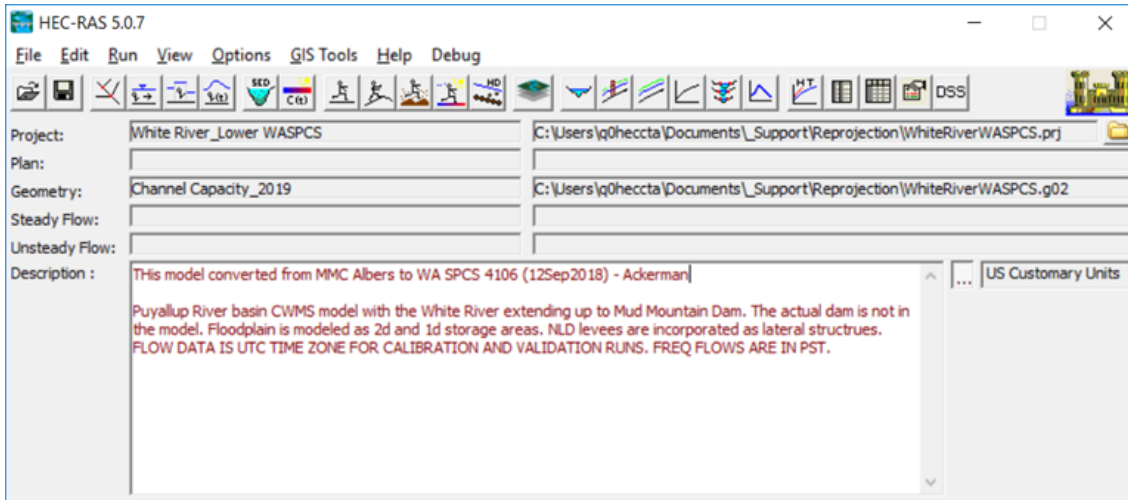 HEC-RAS 5.0.7
File Edit Run View Options GIS Tools Help Debug
SED C(t) S(t) HD H T DSS
Project: White River_Lower WASPCS C:\Users\q0heccta\Documents\_Support\Reprojection\WhiteRiverWASPCS.prj
Plan:
Geometry: Channel Capacity_2019 C:\Users\q0heccta\Documents\_Support\Reprojection\WhiteRiverWASPCS.g02
Steady Flow:
Unsteady Flow:
Description : THis model converted from MMC Albers to WA SPCS 4106 (12Sep2018) - Ackerman ... US Customary Units
Puyallup River basin CWMS model with the White River extending up to Mud Mountain Dam. The actual dam is not in
the model. Floodplain is modeled as 2d and 1d storage areas. NLD levees are incorporated as lateral structrues.
FLOW DATA IS UTC TIME ZONE FOR CALIBRATION AND VALIDATION RUNS. FREQ FLOWS ARE IN PST.